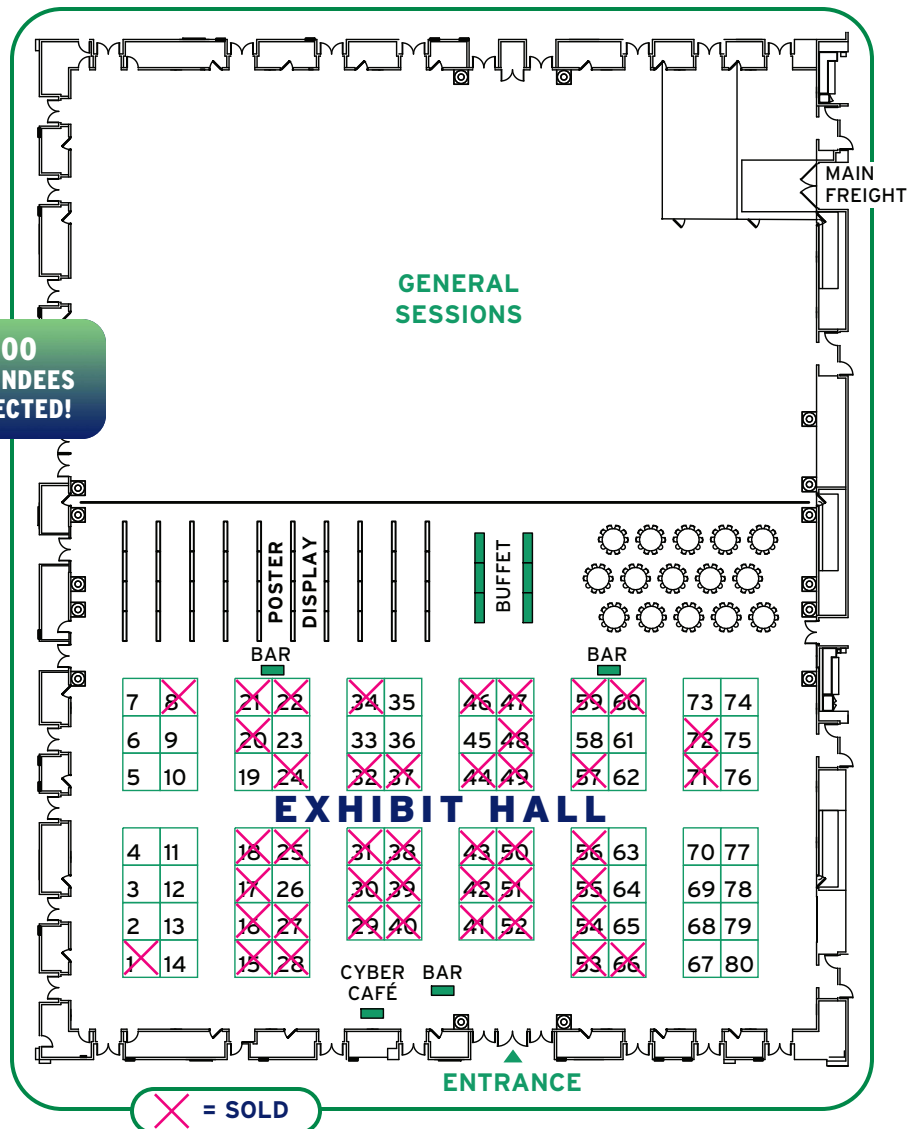 MAIN
FREIGHT
GENERAL
SESSIONS
00
NDEES
ECTED!
POSTER
DISPLAY
BUFFET
BAR
BAR
7 8 21 22 34 35 46 47 59 60 73 74
6 9 20 23 33 36 45 48 58 61 72 75
5 10 19 24 32 37 44 49 57 62 71 76
EXHIBIT HALL
4 11 18 25 31 38 43 50 56 63 70 77
3 12 17 26 30 39 42 51 55 64 69 78
2 13 16 27 29 40 41 52 54 65 68 79
1 14 15 28 53 66 67 80
CYBER
CAFÉ
BAR
ENTRANCE
= SOLD